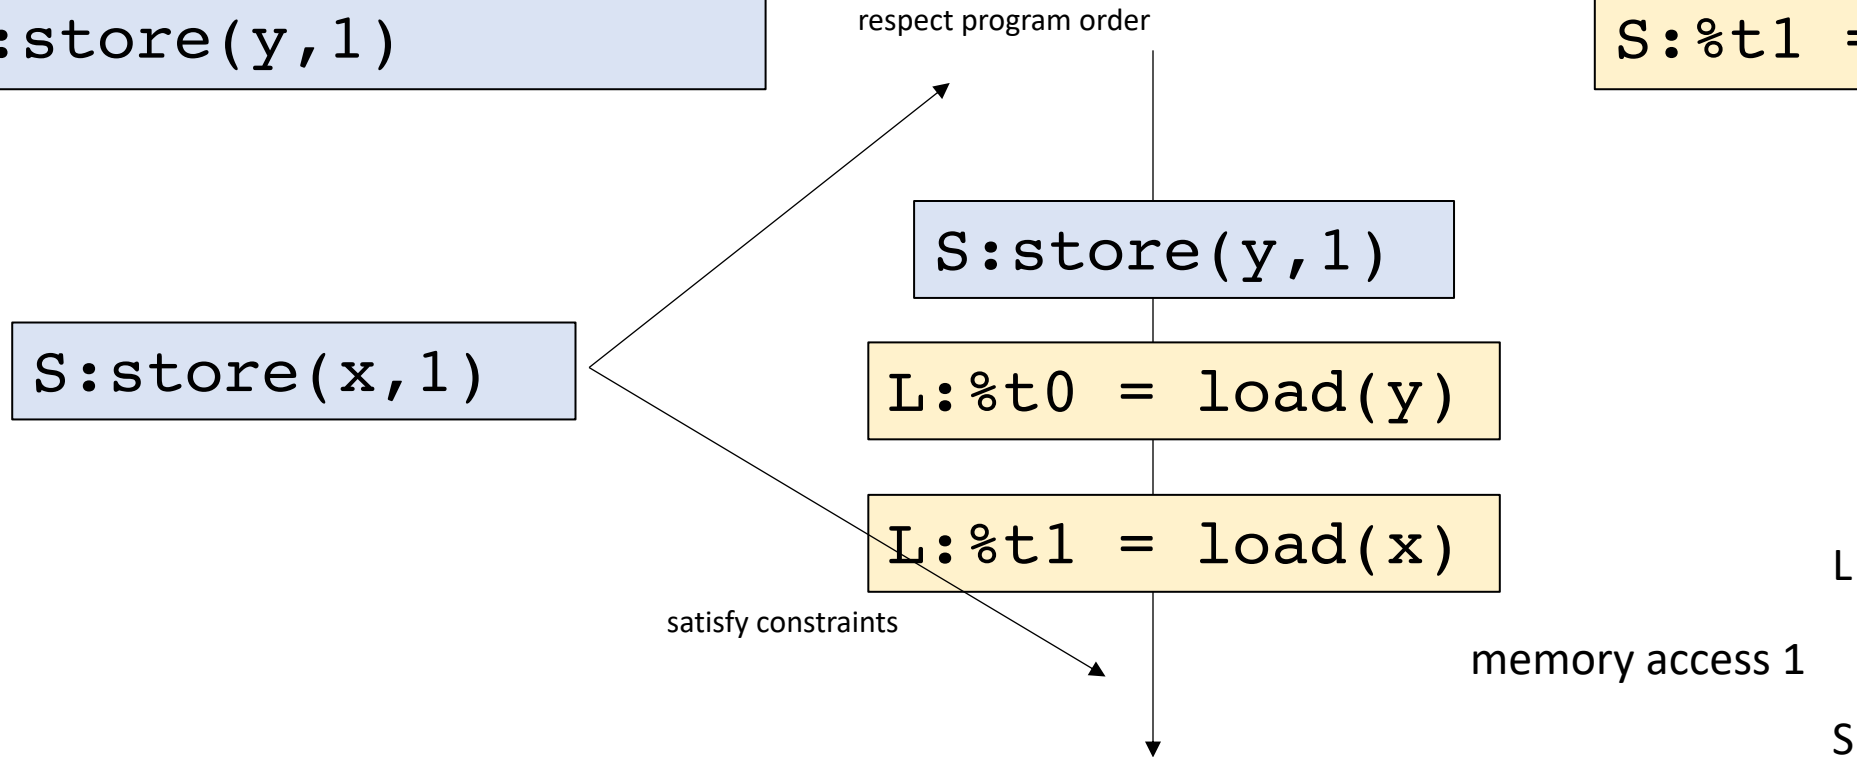 respect program order
:store(y,1)
S:%t1 =
S:store(y,1)
S:store(x,1)
L:%t0 = load(y)
L:%t1 = load(x)
L
satisfy constraints
memory access 1
S